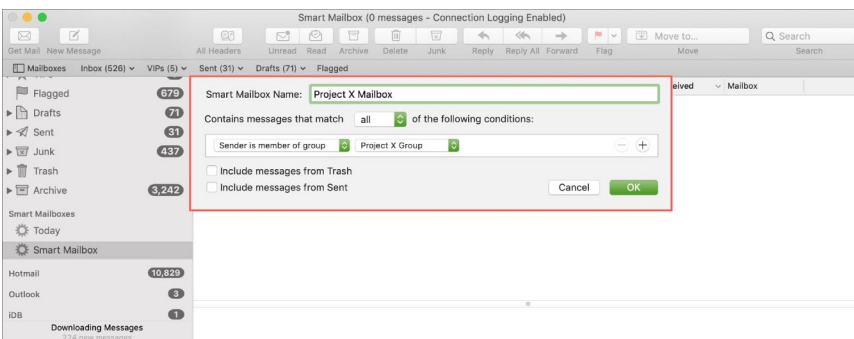 Smart Mailbox (0 messages - Connection Logging Enabled)
Get Mail New Message All Headers Unread Read Archive Delete Junk Reply Reply All Forward Flag Move to... Move Search Search
Mailboxes Inbox (526) Sent (31) VIPs (5) Drafts (71) Flagged
Flagged 679
Drafts 71
Sent 31
Junk 437
Trash
Archive 3,242
Smart Mailboxes
Today
Smart Mailbox
Hotmail 10,829
Outlook 3
iDB 1
Downloading Messages
224 new messages
Smart Mailbox Name: Project X Mailbox
Contains messages that match all of the following conditions:
Sender is member of group Project X Group
Include messages from Trash
Include messages from Sent
Cancel OK
Mailbox